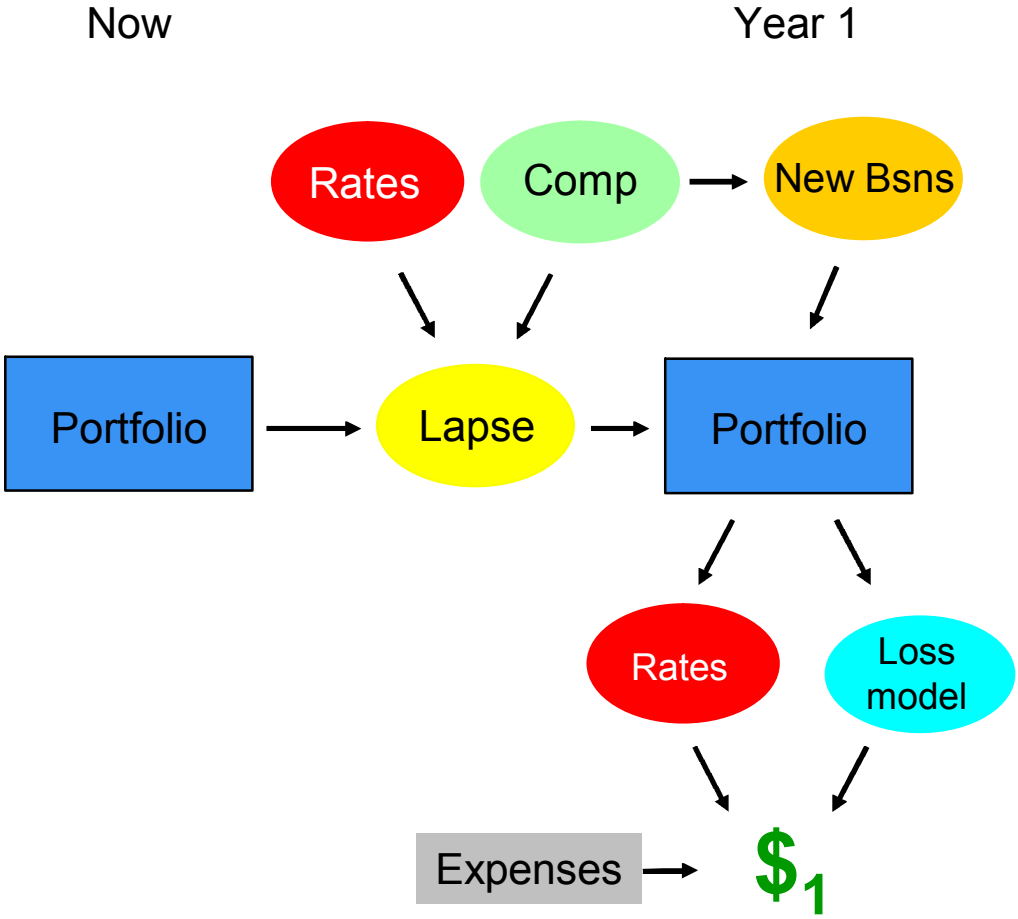 Now
Year 1
Rates
Comp
New Bsns
Portfolio
Lapse
Portfolio
Rates
Loss
model
Expenses
$1